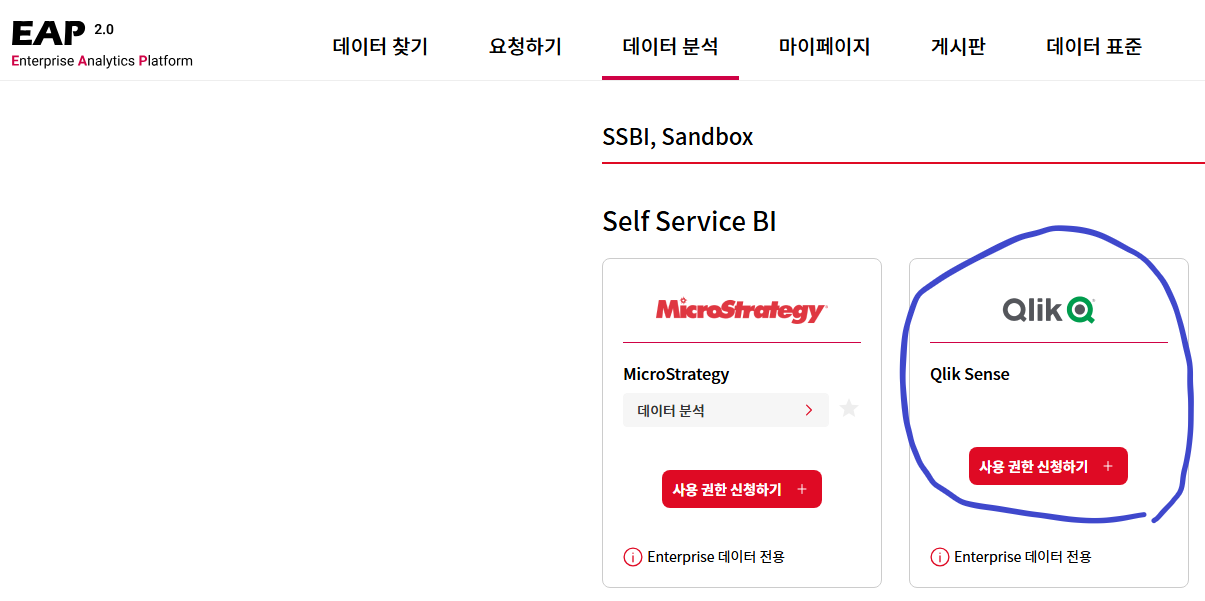 EAP 2.0
Enterprise Analytics Platform
데이터 찾기 요청하기 데이터 분석 마이페이지 게시판 데이터 표준
SSBI, Sandbox
Self Service BI
MicroStrategy
MicroStrategy
데이터 분석
사용 권한 신청하기 +
Enterprise 데이터 전용
Qlik
Qlik Sense
사용 권한 신청하기 +
Enterprise 데이터 전용